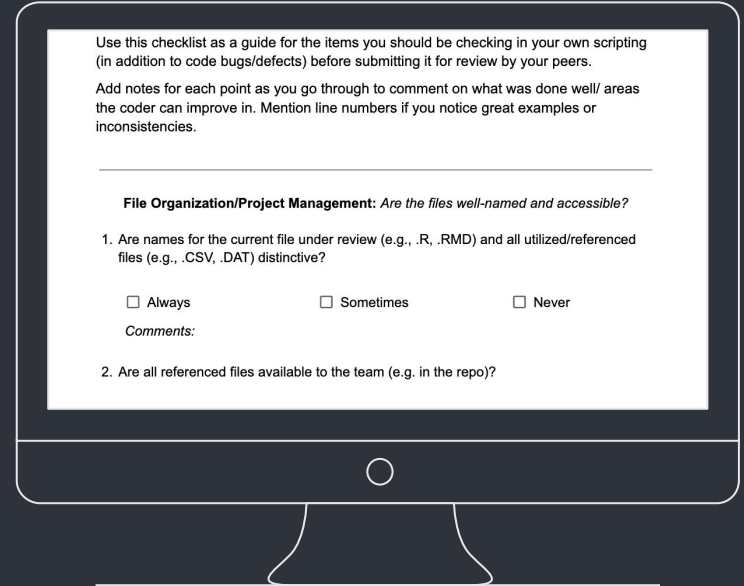 Use this checklist as a guide for the items you should be checking in your own scripting
(in addition to code bugs/defects) before submitting it for review by your peers.
Add notes for each point as you go through to comment on what was done well/ areas
the coder can improve in. Mention line numbers if you notice great examples or
inconsistencies.
File Organization/Project Management: Are the files well-named and accessible?
1. Are names for the current file under review (e.g., .R, .RMD) and all utilized/referenced
files (e.g., .CSV, .DAT) distinctive?
Always Sometimes Never
Comments:
2. Are all referenced files available to the team (e.g. in the repo)?